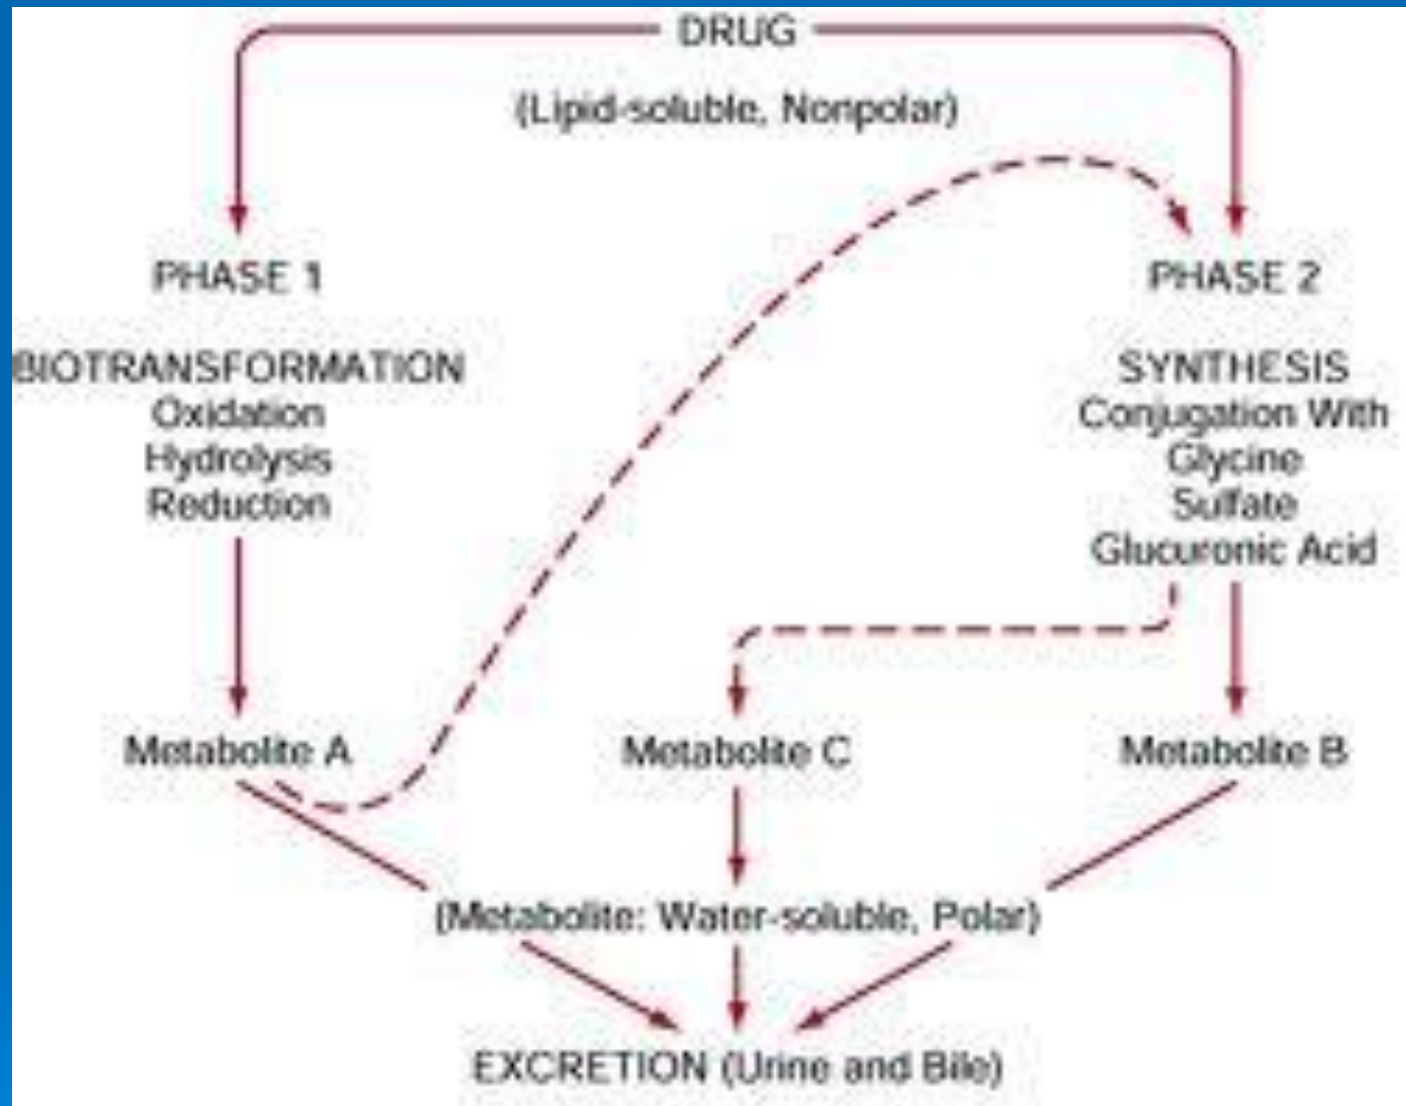 DRUG
(Lipid-soluble, Nonpolar)
PHASE 1
BIOTRANSFORMATION
Oxidation
Hydrolysis
Reduction
PHASE 2
SYNTHESIS
Conjugation With
Glycine
Sulfate
Glucuronic Acid
Metabolite A
Metabolite C
Metabolite B
(Metabolite: Water-soluble, Polar)
EXCRETION (Urine and Bile)